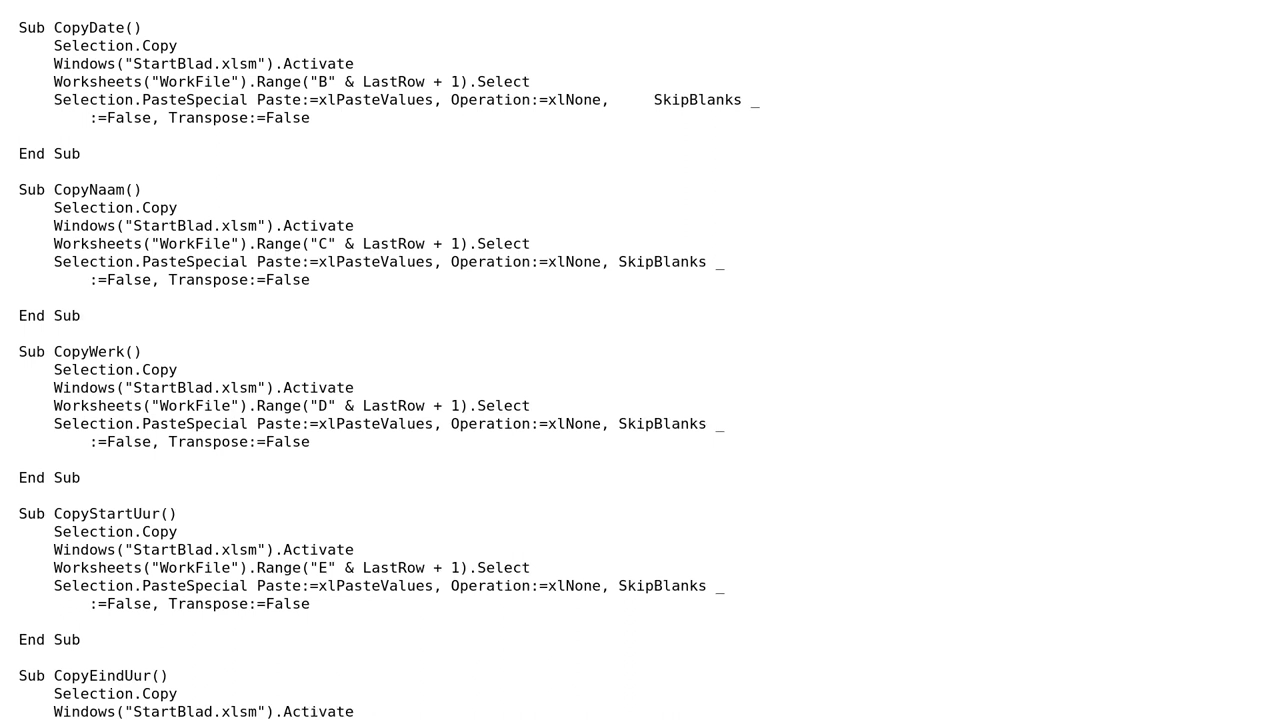 Sub CopyDate()
    Selection.Copy
    Windows("StartBlad.xlsm").Activate
    Worksheets("WorkFile").Range("B" & LastRow + 1).Select
    Selection.PasteSpecial Paste:=xlPasteValues, Operation:=xlNone,     SkipBlanks _
        :=False, Transpose:=False

End Sub

Sub CopyNaam()
    Selection.Copy
    Windows("StartBlad.xlsm").Activate
    Worksheets("WorkFile").Range("C" & LastRow + 1).Select
    Selection.PasteSpecial Paste:=xlPasteValues, Operation:=xlNone, SkipBlanks _
        :=False, Transpose:=False

End Sub

Sub CopyWerk()
    Selection.Copy
    Windows("StartBlad.xlsm").Activate
    Worksheets("WorkFile").Range("D" & LastRow + 1).Select
    Selection.PasteSpecial Paste:=xlPasteValues, Operation:=xlNone, SkipBlanks _
        :=False, Transpose:=False

End Sub

Sub CopyStartUur()
    Selection.Copy
    Windows("StartBlad.xlsm").Activate
    Worksheets("WorkFile").Range("E" & LastRow + 1).Select
    Selection.PasteSpecial Paste:=xlPasteValues, Operation:=xlNone, SkipBlanks _
        :=False, Transpose:=False

End Sub

Sub CopyEindUur()
    Selection.Copy
    Windows("StartBlad.xlsm").Activate